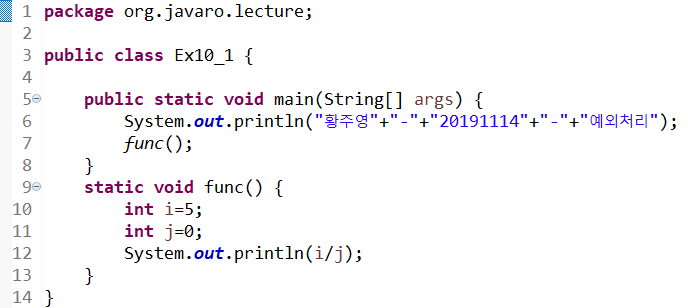 1 package org.javaro.lecture;
2
3 public class Ex10_1 {
4
5     public static void main(String[] args) {
6         System.out.println("황주영"+"-"+"20191114"+"-"+"예외처리");
7         func();
8     }
9     static void func() {
10         int i=5;
11         int j=0;
12         System.out.println(i/j);
13     }
14 }